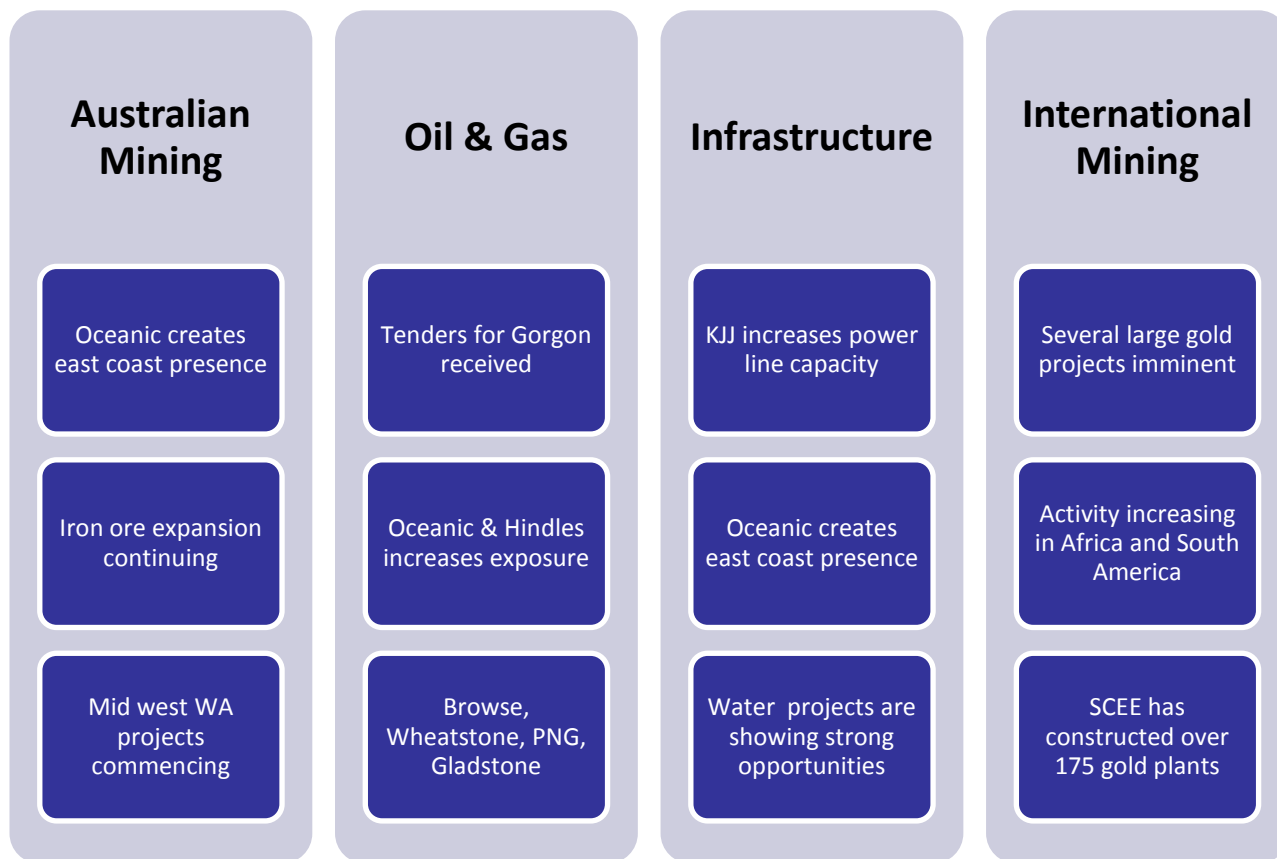 Australian
Mining
Oceanic creates
east coast presence
Iron ore expansion
continuing
Mid west WA
projects
commencing
Oil & Gas
Tenders for Gorgon
received
Oceanic & Hindles
increases exposure
Browse,
Wheatstone, PNG,
Gladstone
Infrastructure
KJJ increases power
line capacity
Oceanic creates
east coast presence
Water  projects are
showing strong
opportunities
International
Mining
Several large gold
projects imminent
Activity increasing
in Africa and South
America
SCEE has
constructed over
175 gold plants